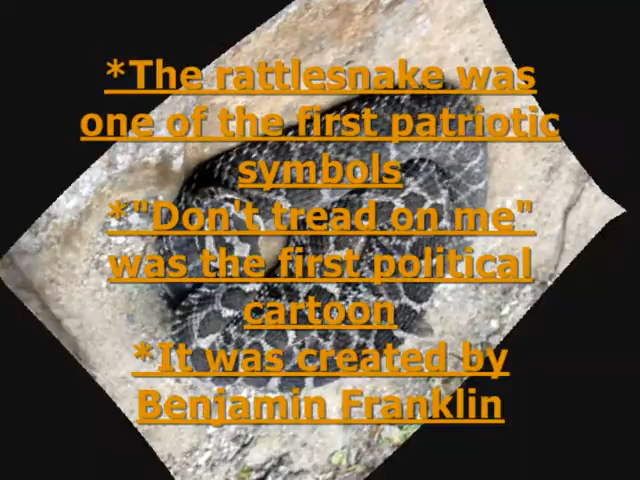 *The rattlesnake was
one of the first patriotic
symbols
*"Don't tread on me"
was the first political
cartoon
*It was created by
Benjamin Franklin